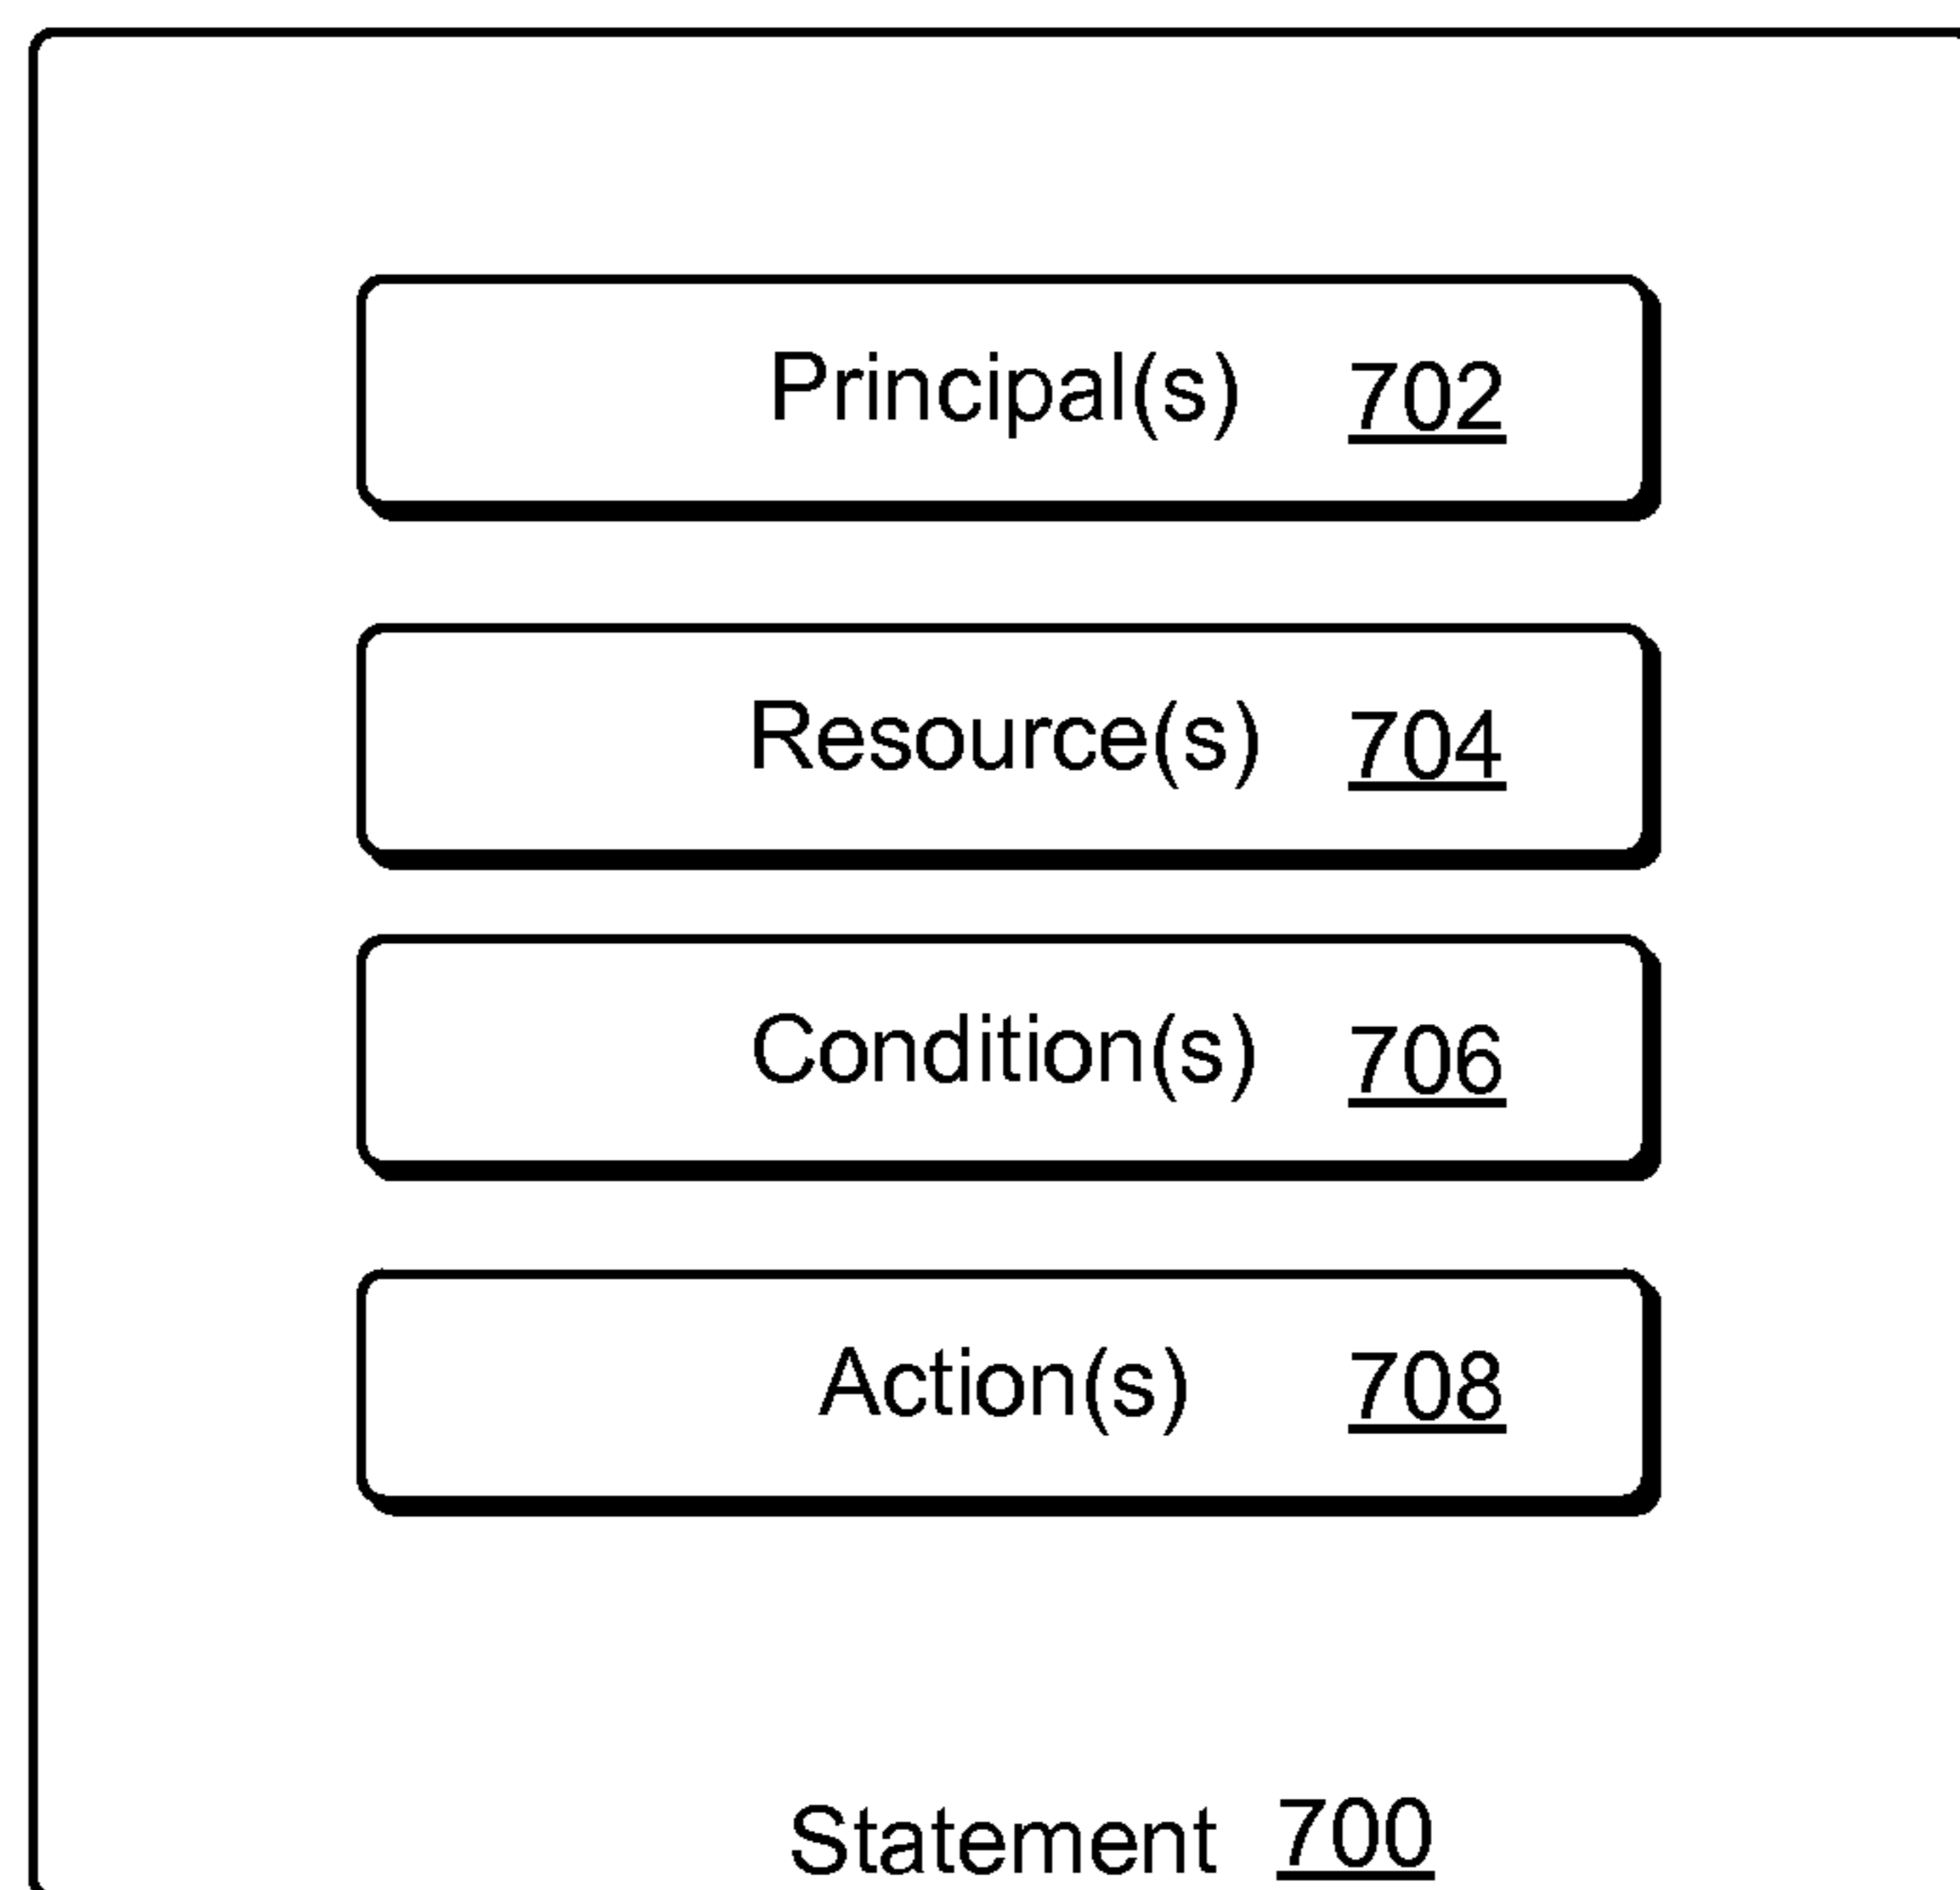 Principal(s) 702
Resource(s) 704
Condition(s) 706
Action(s) 708
Statement 700